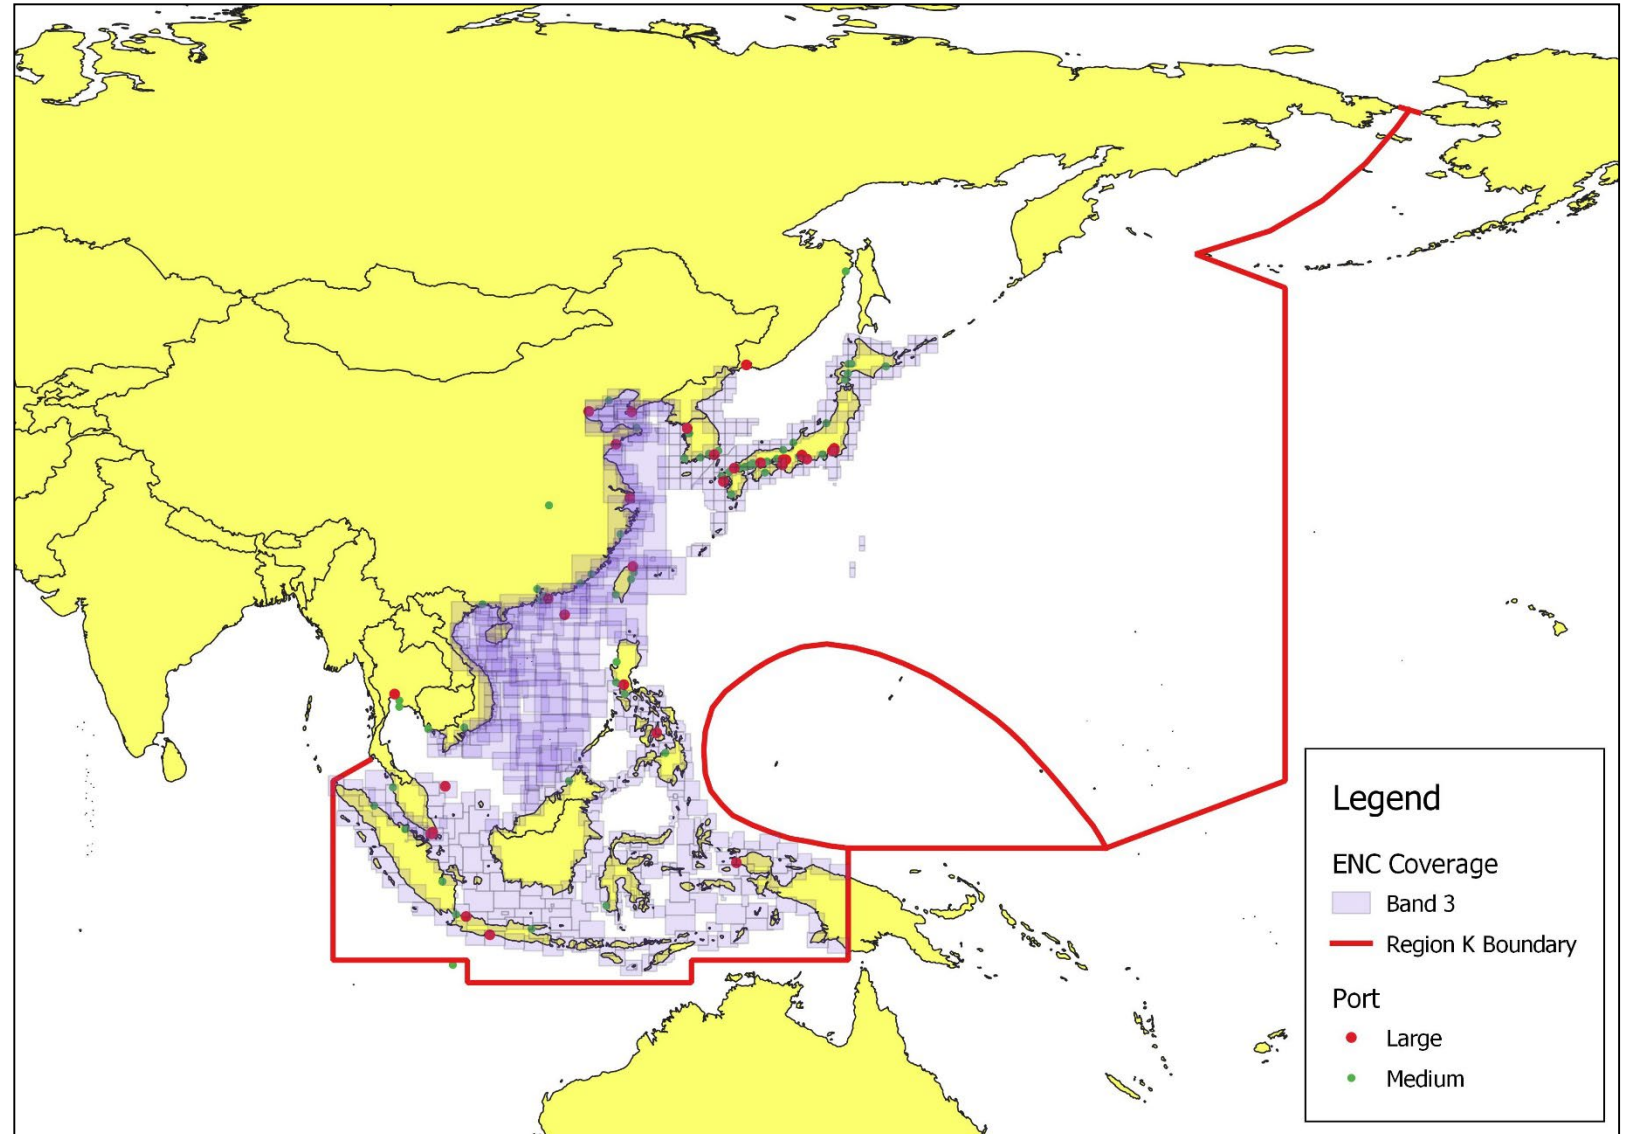 Legend
ENC Coverage
Band 3
Region K Boundary
Port
Large
Medium